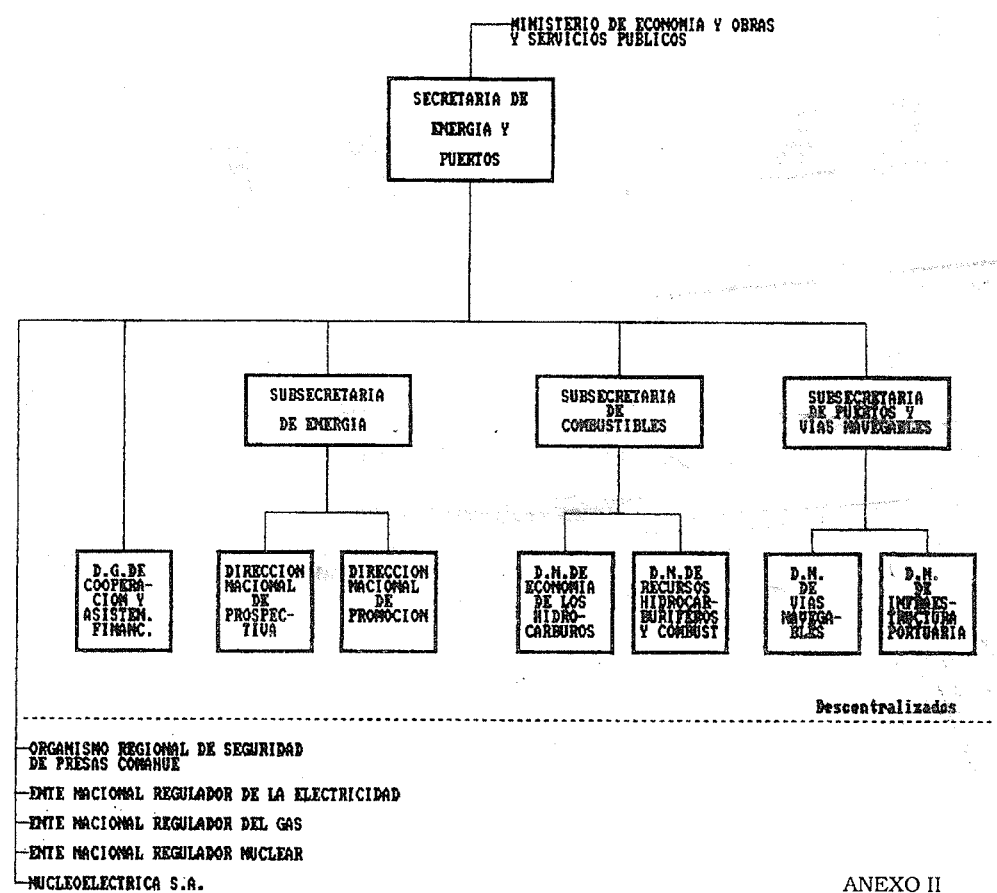 MINISTERIO DE ECONOMIA Y OBRAS
Y SERVICIOS PUBLICOS
SECRETARIA DE
ENERGIA Y
PUERTOS
SUBSECRETARIA
DE ENERGIA
SUBSECRETARIA
DE
COMBUSTIBLES
SUBSECRETARIA
DE PUERTOS Y
VIAS NAVEGABLES
D.G.DE
COOPERA-
CION Y
ASISTEN.
FINANC.
DIRECCION
NACIONAL
DE
PROSPEC-
TIVA
DIRECCION
NACIONAL
DE
PROMOCION
D.N.DE
ECONOMIA
DE LOS
HIDRO-
CARBUROS
D.N.DE
RECURSOS
HIDROCAR-
BURIFEROS
Y COMBUST
D.N.
DE
VIAS
NAVEGA-
BLES
D.N.
DE
INFRAES-
TRUCTURA
PORTUARIA
Descentralizados
ORGANISMO REGIONAL DE SEGURIDAD
DE PRESAS COMAHUE
ENTE NACIONAL REGULADOR DE LA ELECTRICIDAD
ENTE NACIONAL REGULADOR DEL GAS
ENTE NACIONAL REGULADOR NUCLEAR
NUCLEOELECTRICA S.A.
ANEXO II